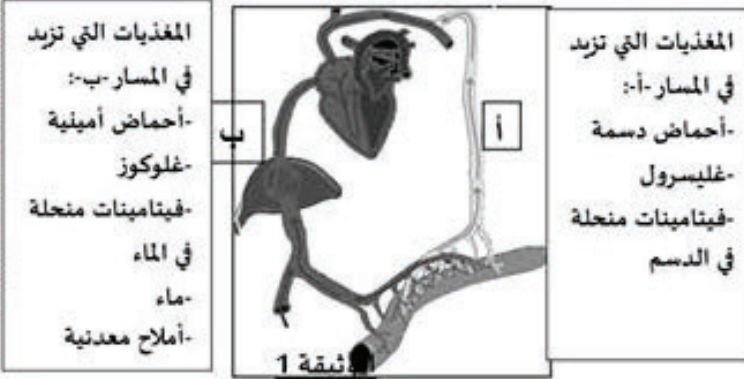 المغذيات التي تزيد
في المسار -أ-:
-أحماض دسمة
-غليسرول
-فيتامينات منحلة
في الدسم
أ
ب
المغذيات التي تزيد
في المسار -ب-:
-أحماض أمينية
-غلوكوز
-فيتامينات منحلة
في الماء
-ماء
-أملاح معدنية
الوثيقة 1